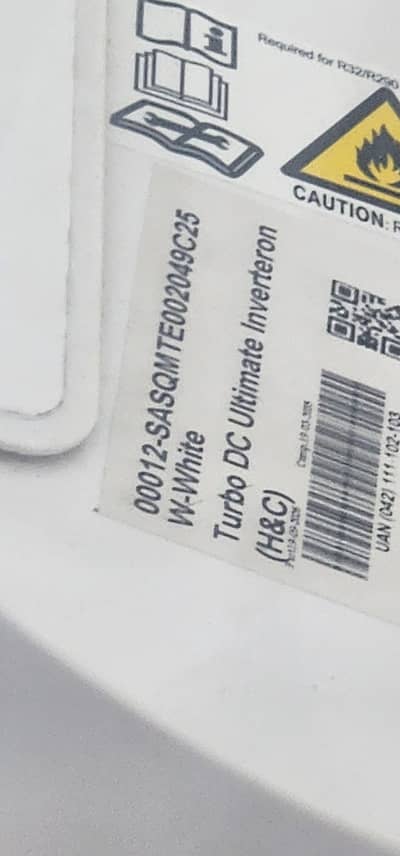 Required for R32/R290
CAUTION: R
00012-SASQMTE002049C25
W-White
Turbo DC Ultimate Inverteron
(H&C)
UAN (042) 111-102-103